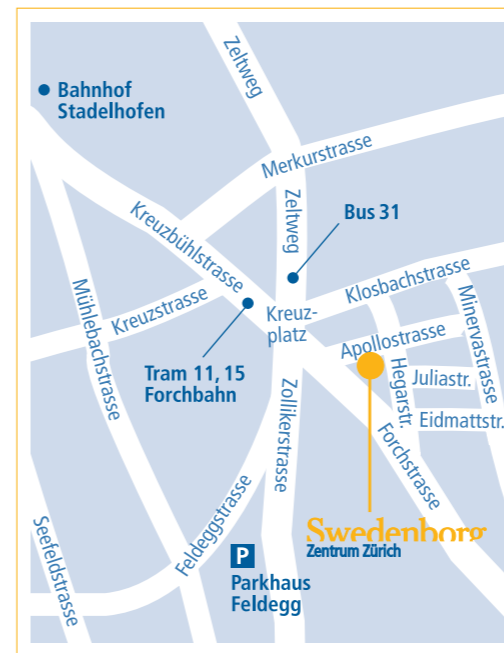 Zeltweg
Bahnhof
Stadelhofen
Merkurstrasse
Zeltweg
Bus 31
Kreuzbühlstrasse
Klosbachstrasse
Minervastrasse
Mühlebachstrasse
Kreuzstrasse
Kreuz-
platz
Apollostrasse
Hegarstr.
Juliastr.
Tram 11, 15
Forchbahn
Zollikerstrasse
Eidmattstr.
Forchstrasse
Feldeggstrasse
Seefeldstrasse
Swedenborg
Zentrum Zürich
P
Parkhaus
Feldegg